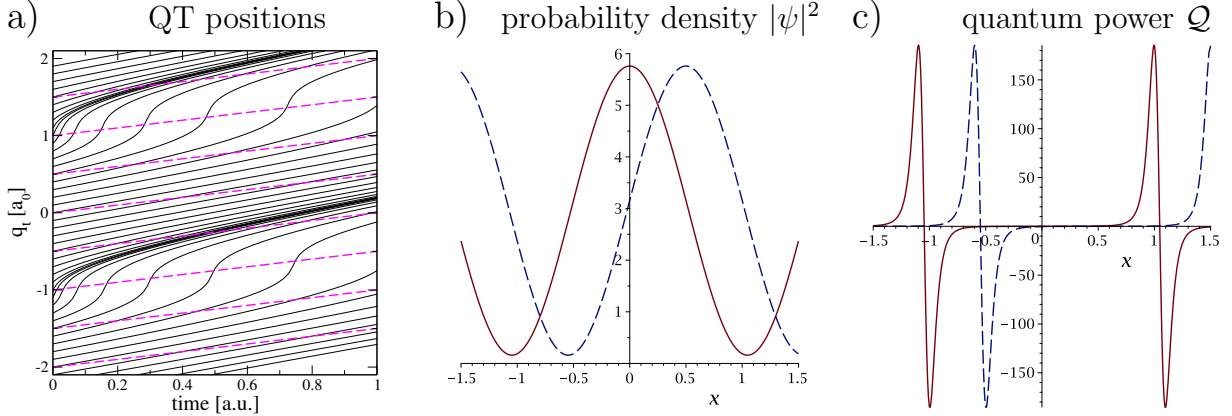 a) QT positions
2
1
0
-1
-2
q_t [a_0]
0 0.2 0.4 0.6 0.8 1
time [a.u.]
b) probability density |ψ|^2
6
5
4
3
2
1
−1.5 −1 −0.5 0 0.5 1 1.5
x
c) quantum power 𝒬
150
100
50
−1.5 −1 −0.5 0 0.5 1 1.5
x
−50
−100
−150